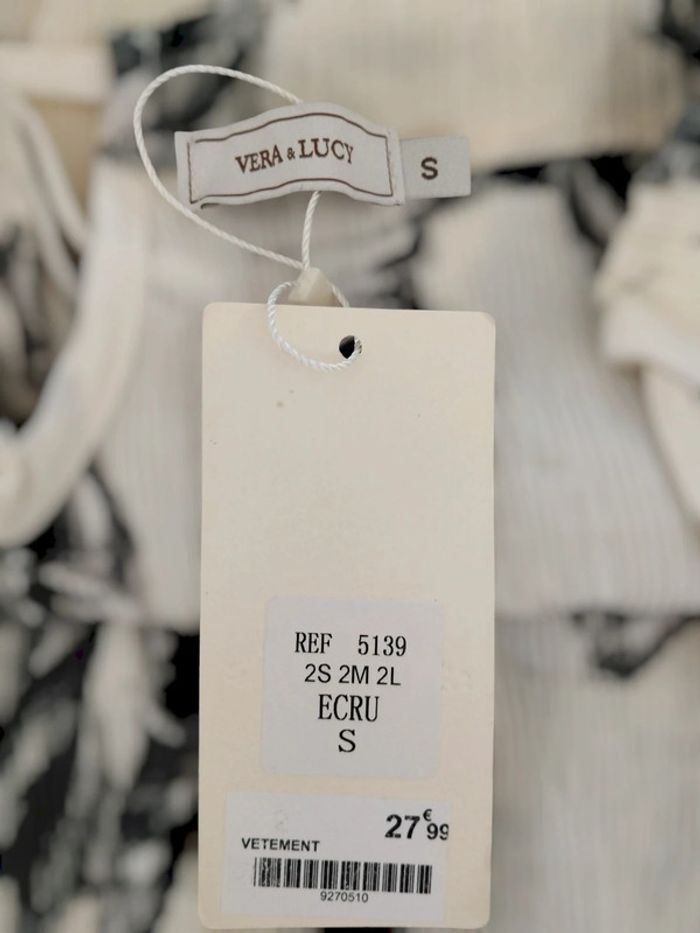 VERA & LUCY
S
REF 5139
2S 2M 2L
ECRU
S
27€99
VETEMENT
9270510